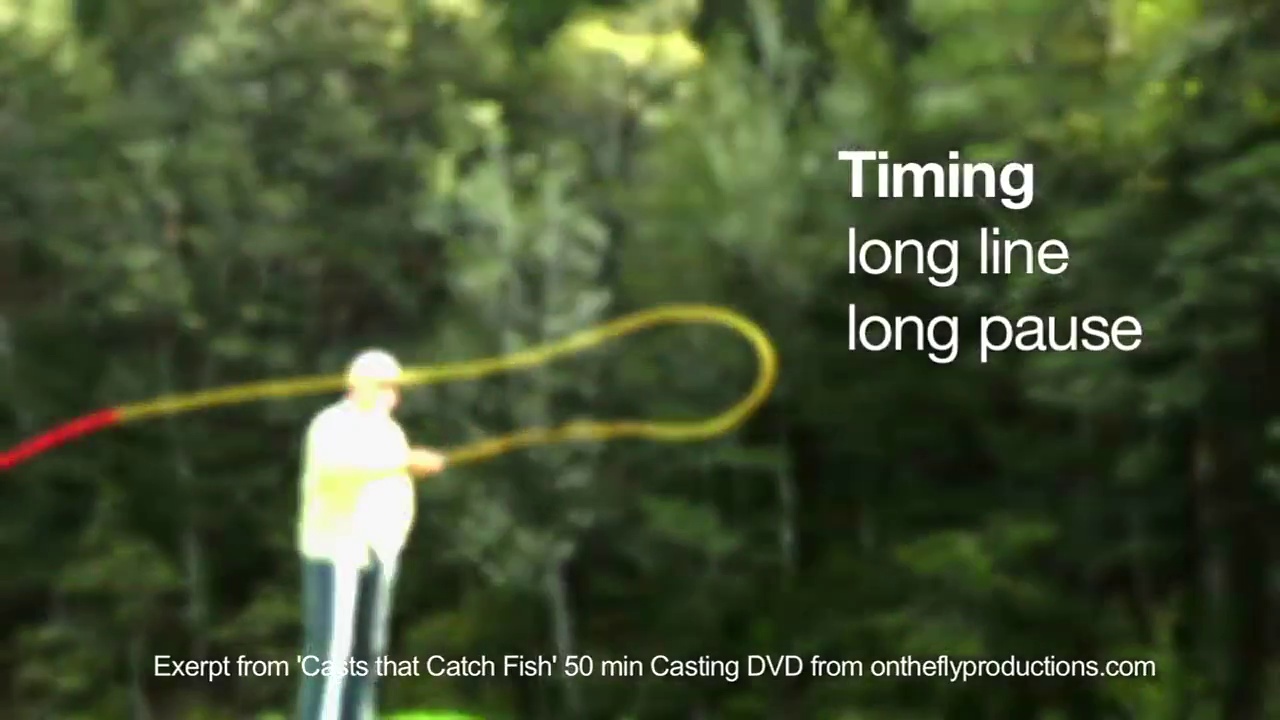 Timing
long line
long pause
Exerpt from 'Casts that Catch Fish' 50 min Casting DVD from ontheflyproductions.com